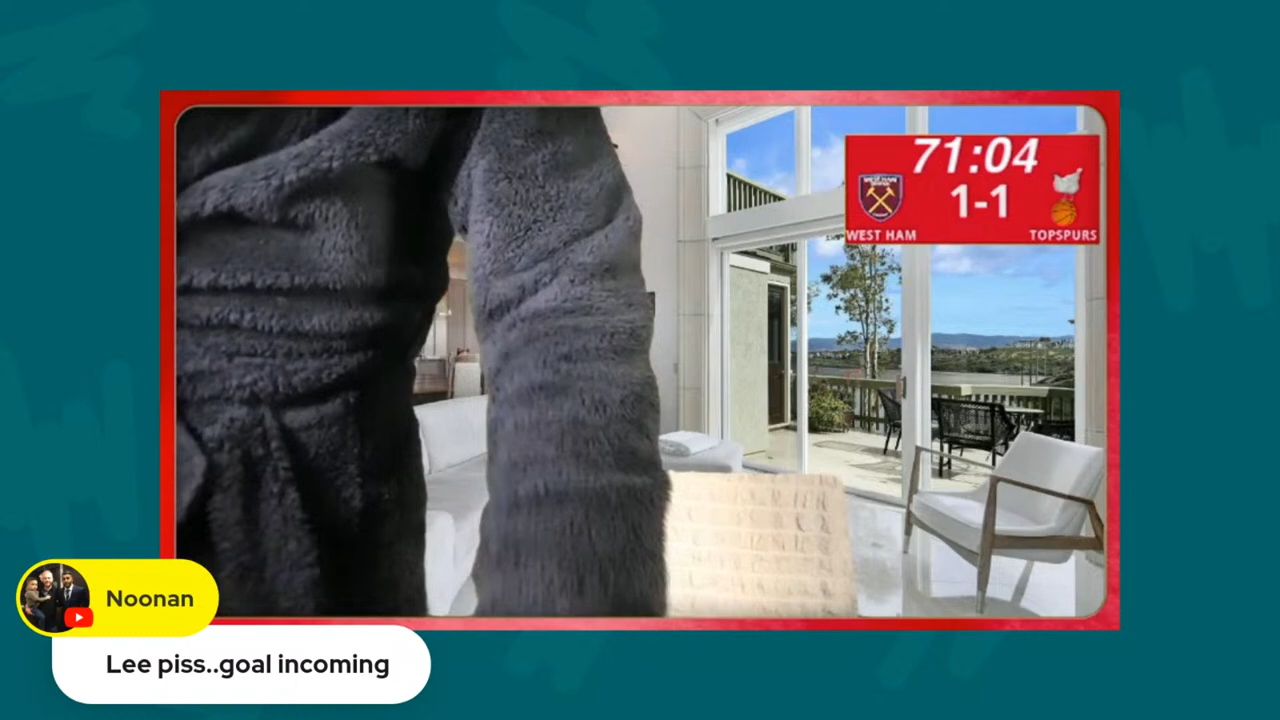 71:04
1-1
WEST HAM
TOPSPURS
Noonan
Lee piss..goal incoming